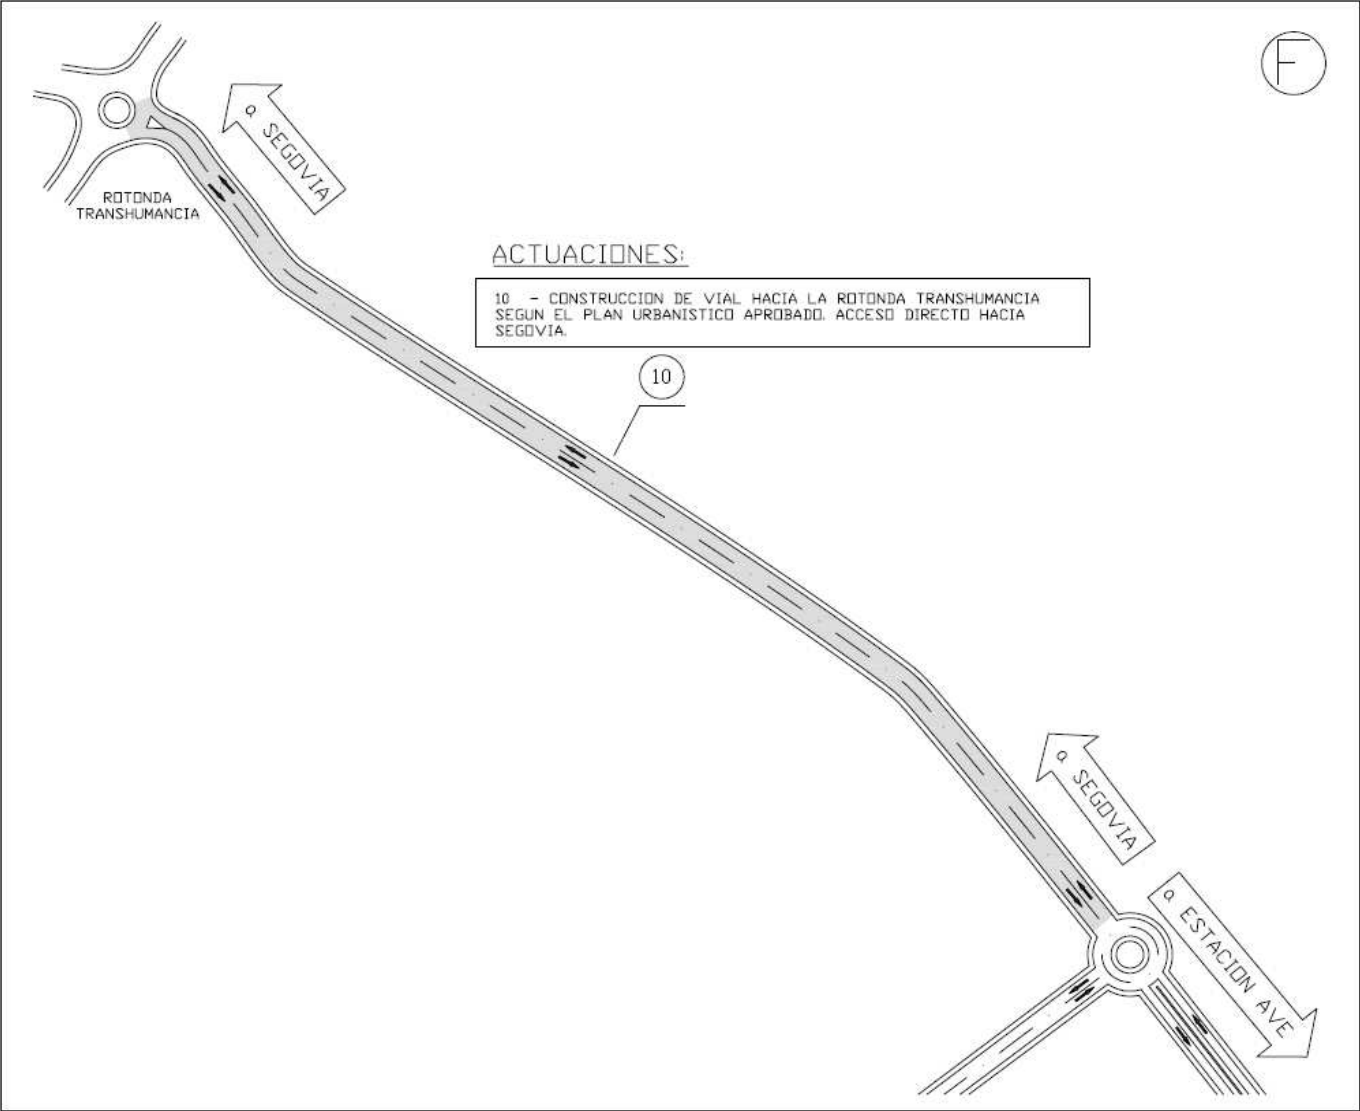 F
a SEGOVIA
ROTONDA
TRANSHUMANCIA
ACTUACIONES:
10 - CONSTRUCCION DE VIAL HACIA LA ROTONDA TRANSHUMANCIA
SEGUN EL PLAN URBANISTICO APROBADO. ACCESO DIRECTO HACIA
SEGOVIA.
10
a SEGOVIA
a ESTACION AVE